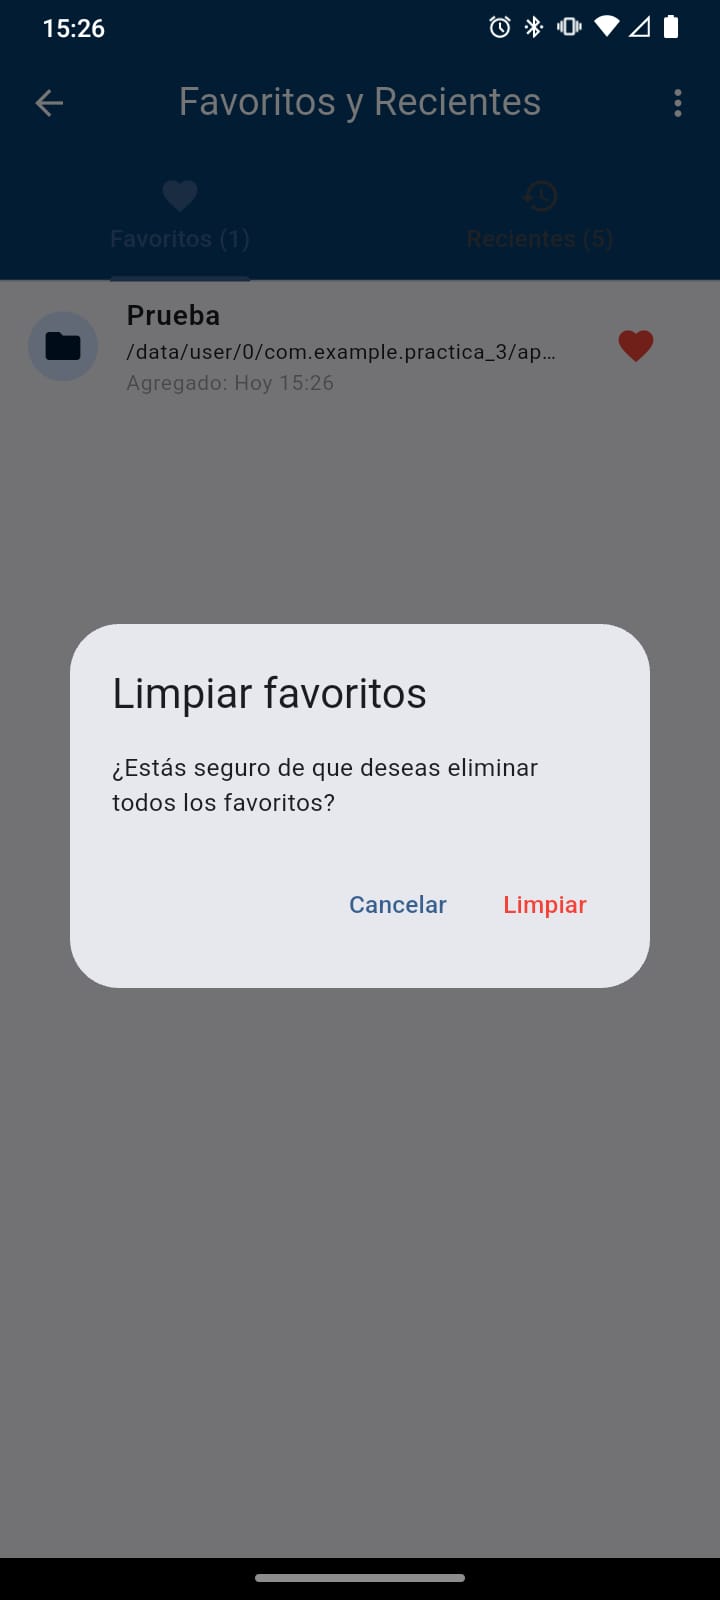 15:26
Favoritos y Recientes
Favoritos (1)
Recientes (5)
Prueba
/data/user/0/com.example.practica_3/ap...
Agregado: Hoy 15:26
Limpiar favoritos
¿Estás seguro de que deseas eliminar
todos los favoritos?
Cancelar
Limpiar